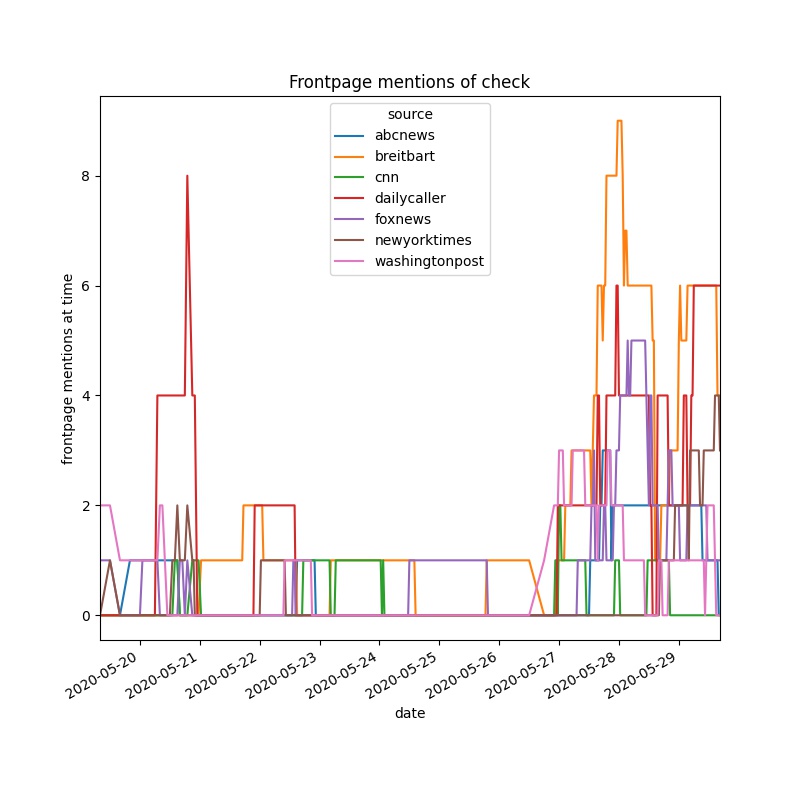 Frontpage mentions of check
source
abcnews
breitbart
cnn
dailycaller
foxnews
newyorktimes
washingtonpost
frontpage mentions at time
8
6
4
2
0
2020-05-20
2020-05-21
2020-05-22
2020-05-23
2020-05-24
2020-05-25
2020-05-26
2020-05-27
2020-05-28
2020-05-29
date